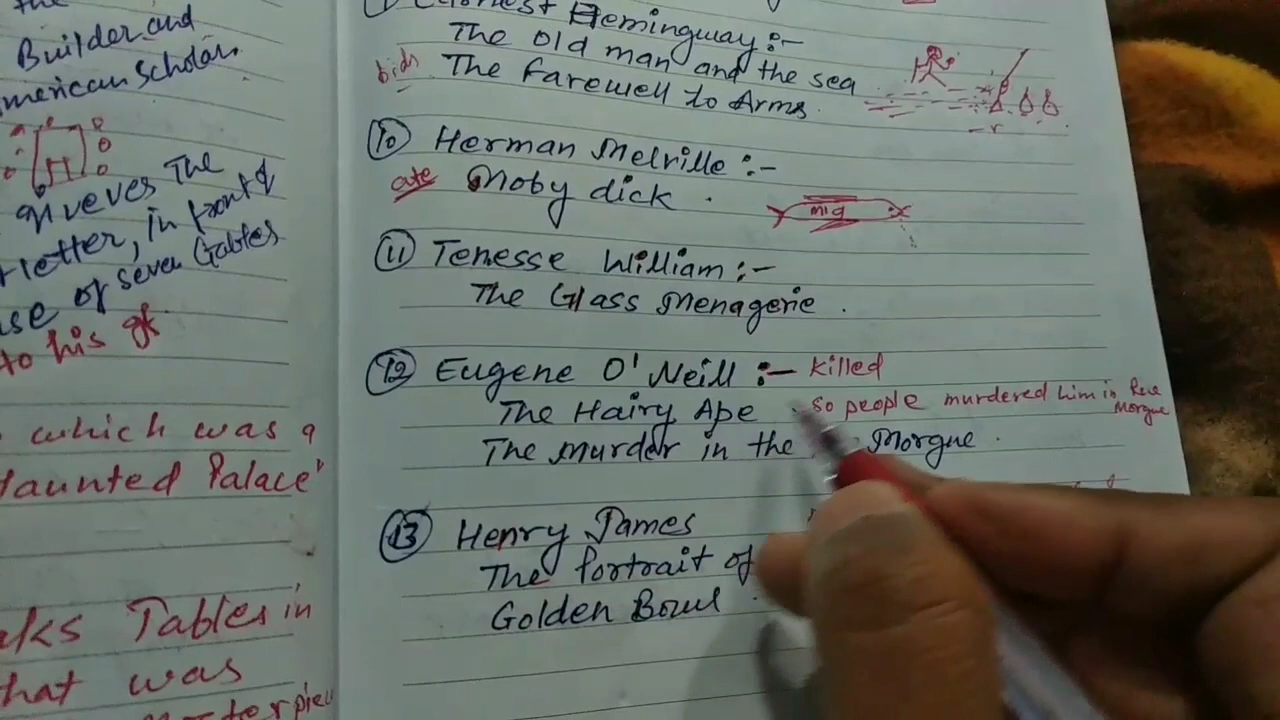 the
Builder and
American Scholar.
giveves The
letter, in front of
of seven Gables
to his gf
which was a
Haunted Palace'
Tables in
that was
Ernest Hemingway :-
The Old man and the sea
The farewell to Arms.
10 Herman Melville :-
ate Moby dick .
mig
11 Tenesse William :-
The Glass Menagerie .
12 Eugene O'Neill :- killed
The Hairy Ape . so people murdered him in Rue
Morgue
The murder in the Morgue .
13 Henry James
The Portrait of
Golden Bowl .